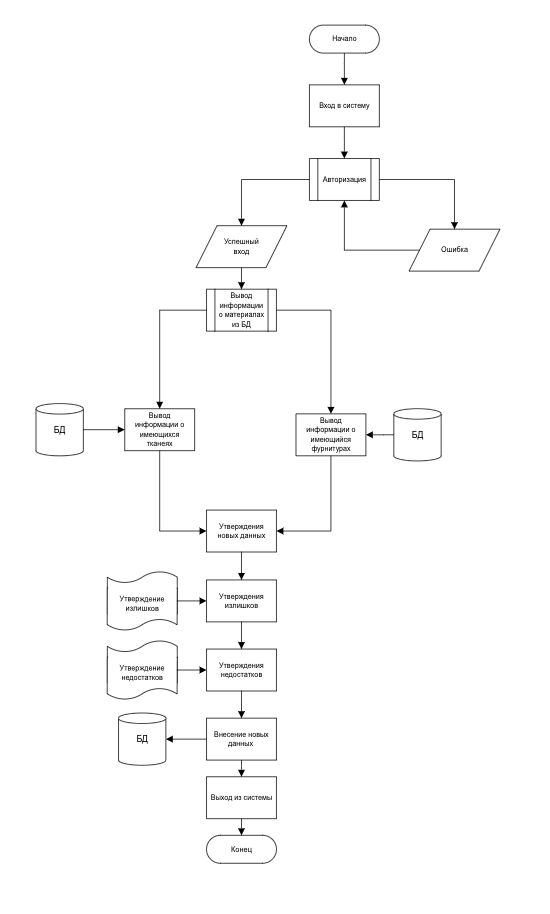 Начало
Вход в систему
Авторизация
Успешный
вход
Ошибка
Вывод
информации
о материалах
из БД
БД
Вывод
информации о
имеющихся
тканеях
Вывод
информации о
имеющийся
фурнитурах
БД
Утверждения
новых данных
Утверждение
излишков
Утверждения
излишков
Утверждение
недостатков
Утверждения
недостатков
БД
Внесение новых
данных
Выход из системы
Конец